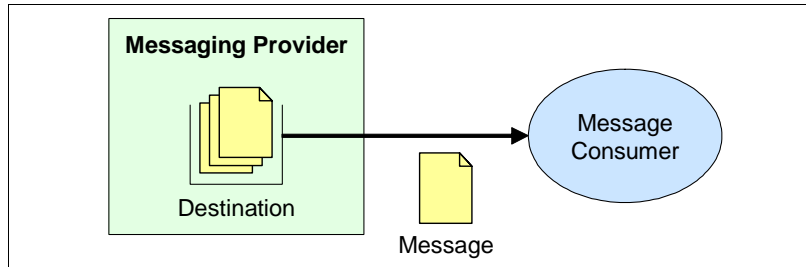 Messaging Provider
Destination
Message
Message
Consumer